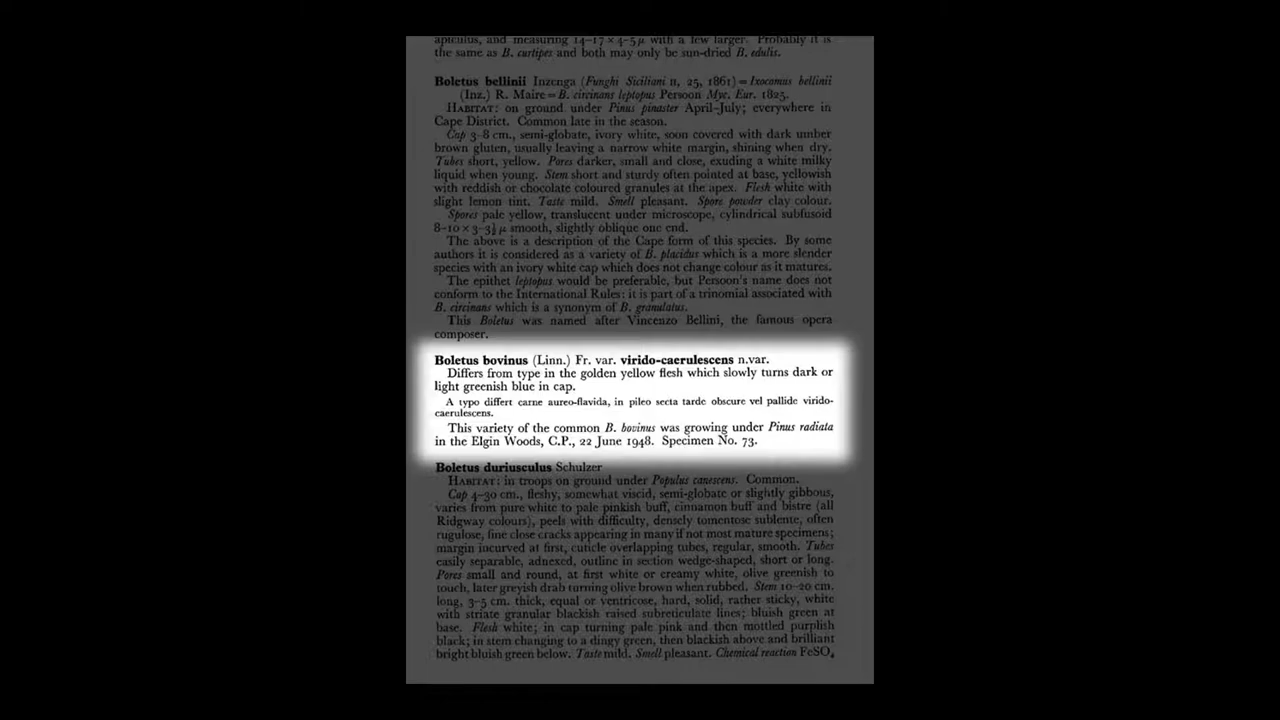 apiculus, and measuring 14–17 × 4–5 μ with a few larger. Probably it is
the same as B. curtipes and both may only be sun-dried B. edulis.
Boletus bellinii Inzenga (Funghi Siciliani n, 25, 1861) = Ixocomus bellinii
(Inz.) R. Maire = B. circinans leptopus Persoon Myc. Eur. 1825.
HABITAT: on ground under Pinus pinaster April–July; everywhere in
Cape District. Common late in the season.
Cap 3–8 cm., semi-globate, ivory white, soon covered with dark umber
brown gluten, usually leaving a narrow white margin, shining when dry.
Tubes short, yellow. Pores darker, small and close, exuding a white milky
liquid when young. Stem short and sturdy often pointed at base, yellowish
with reddish or chocolate coloured granules at the apex. Flesh white with
slight lemon tint. Taste mild. Smell pleasant. Spore powder clay colour.
Spores pale yellow, translucent under microscope, cylindrical subfusoid
8–10 × 3–3½ μ smooth, slightly oblique one end.
The above is a description of the Cape form of this species. By some
authors it is considered as a variety of B. placidus which is a more slender
species with an ivory white cap which does not change colour as it matures.
The epithet leptopus would be preferable, but Persoon's name does not
conform to the International Rules: it is part of a trinomial associated with
B. circinans which is a synonym of B. granulatus.
This Boletus was named after Vincenzo Bellini, the famous opera
composer.
Boletus bovinus (Linn.) Fr. var. virido-caerulescens n.var.
Differs from type in the golden yellow flesh which slowly turns dark or
light greenish blue in cap.
A typo differt carne aureo-flavida, in pileo secta tarde obscure vel pallide virido-
caerulescens.
This variety of the common B. bovinus was growing under Pinus radiata
in the Elgin Woods, C.P., 22 June 1948. Specimen No. 73.
Boletus duriusculus Schulzer
HABITAT: in troops on ground under Populus canescens. Common.
Cap 4–30 cm., fleshy, somewhat viscid, semi-globate or slightly gibbous,
varies from pure white to pale pinkish buff, cinnamon buff and bistre (all
Ridgway colours), peels with difficulty, densely tomentose sublente, often
rugulose, fine close cracks appearing in many if not most mature specimens;
margin incurved at first, cuticle overlapping tubes, regular, smooth. Tubes
easily separable, adnexed, outline in section wedge-shaped, short or long.
Pores small and round, at first white or creamy white, olive greenish to
touch, later greyish drab turning olive brown when rubbed. Stem 10–20 cm.
long, 3–5 cm. thick, equal or ventricose, hard, solid, rather sticky, white
with striate granular blackish raised subreticulate lines; bluish green at
base. Flesh white; in cap turning pale pink and then mottled purplish
black; in stem changing to a dingy green, then blackish above and brilliant
bright bluish green below. Taste mild. Smell pleasant. Chemical reaction FeSO₄